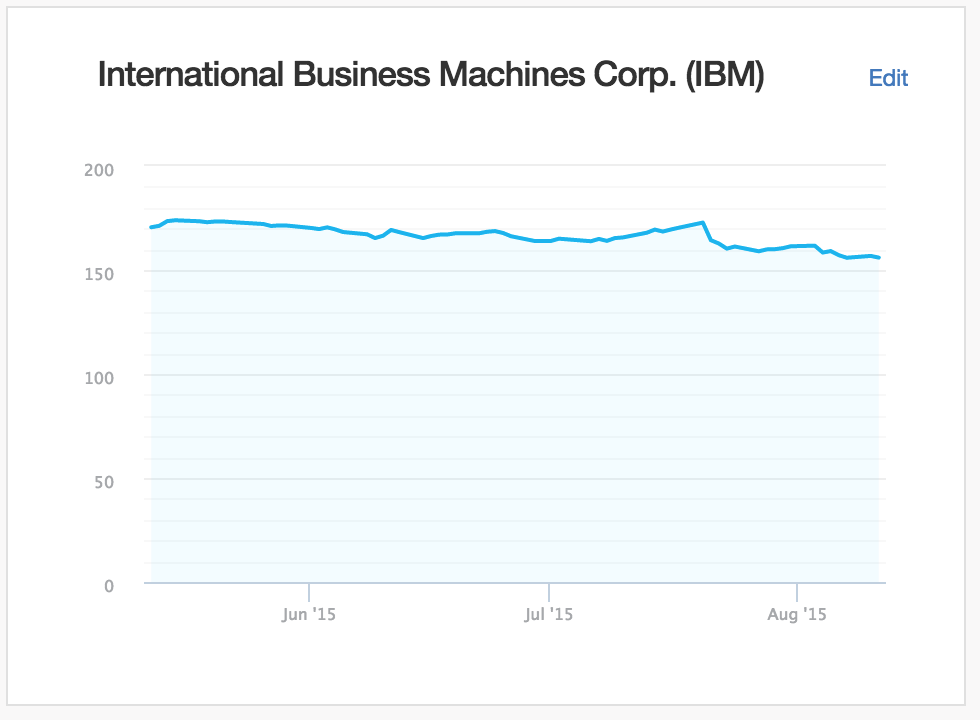 International Business Machines Corp. (IBM)
Edit
200
150
100
50
0
Jun '15
Jul '15
Aug '15